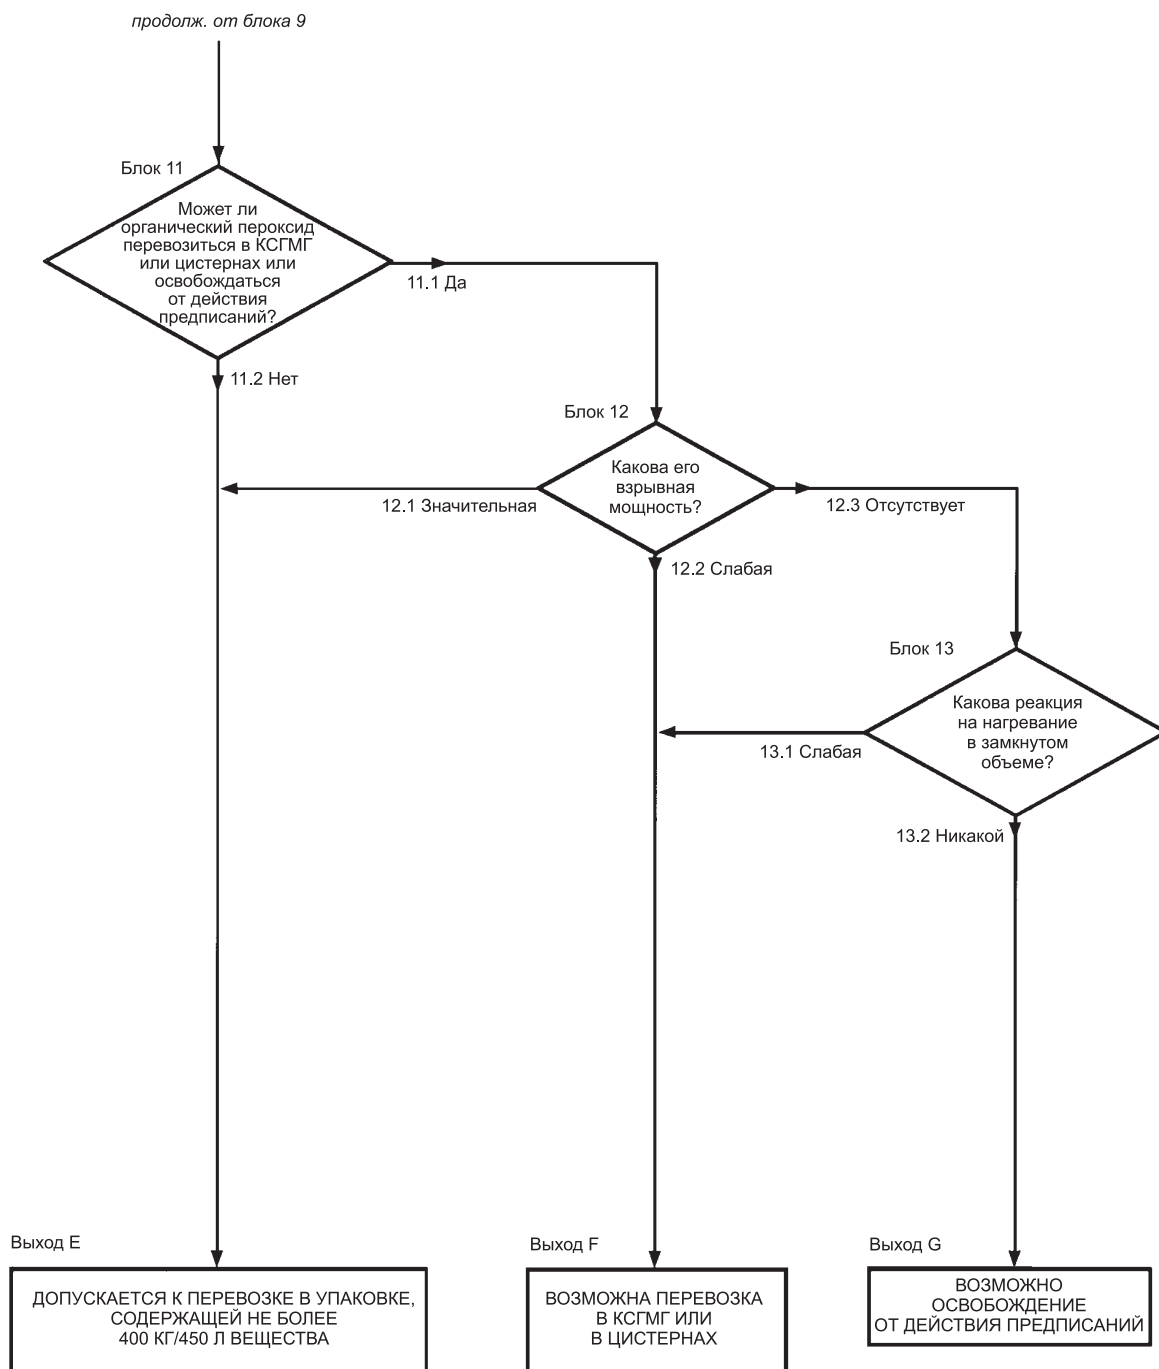 продолж. от блока 9
Блок 11
Может ли
органический пероксид
перевозиться в КСГМГ
или цистернах или
освобождаться
от действия
предписаний?
11.1 Да
11.2 Нет
Блок 12
Какова его
взрывная
мощность?
12.1 Значительная
12.3 Отсутствует
12.2 Слабая
Блок 13
Какова реакция
на нагревание
в замкнутом
объеме?
13.1 Слабая
13.2 Никакой
Выход E
ДОПУСКАЕТСЯ К ПЕРЕВОЗКЕ В УПАКОВКЕ,
СОДЕРЖАЩЕЙ НЕ БОЛЕЕ
400 КГ/450 Л ВЕЩЕСТВА
Выход F
ВОЗМОЖНА ПЕРЕВОЗКА
В КСГМГ ИЛИ
В ЦИСТЕРНАХ
Выход G
ВОЗМОЖНО
ОСВОБОЖДЕНИЕ
ОТ ДЕЙСТВИЯ ПРЕДПИСАНИЙ